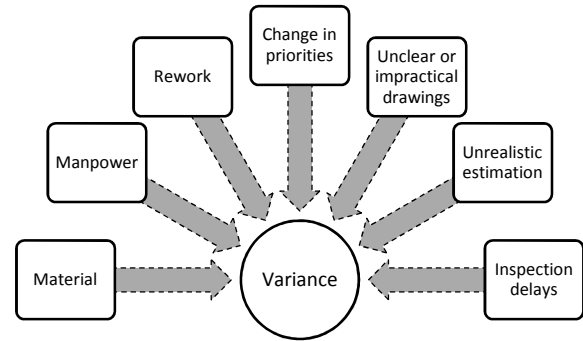 Change in
priorities
Rework
Unclear or
impractical
drawings
Manpower
Unrealistic
estimation
Material
Variance
Inspection
delays